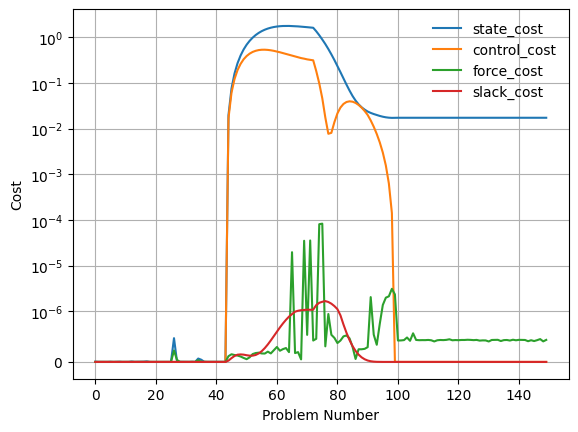 state_cost
control_cost
force_cost
slack_cost
Cost
10⁰
10⁻¹
10⁻²
10⁻³
10⁻⁴
10⁻⁵
10⁻⁶
0
0 20 40 60 80 100 120 140
Problem Number